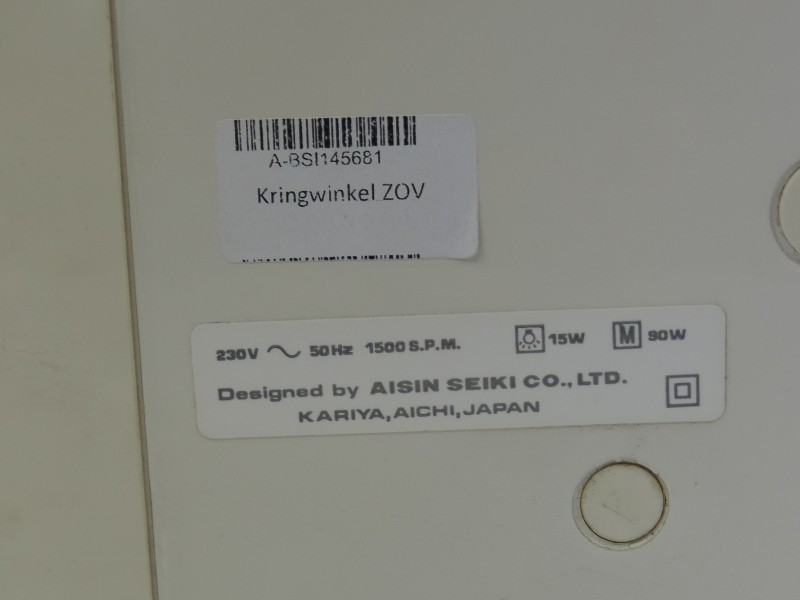 A-BSI145681
Kringwinkel ZOV
230V 50Hz 1500 S.P.M. 15W M 90W
Designed by AISIN SEIKI CO., LTD.
KARIYA, AICHI, JAPAN